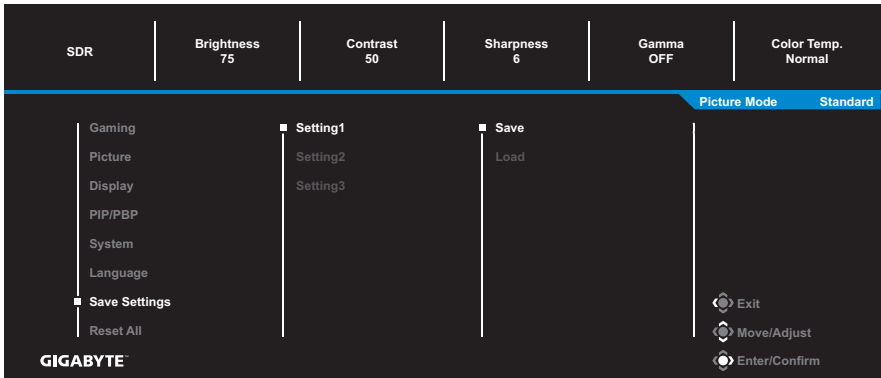 SDR
Brightness
75
Contrast
50
Sharpness
6
Gamma
OFF
Color Temp.
Normal
Picture Mode Standard
Gaming Setting1 Save
Picture Setting2 Load
Display Setting3
PIP/PBP
System
Language
Save Settings
Exit
Reset All
Move/Adjust
GIGABYTE™
Enter/Confirm